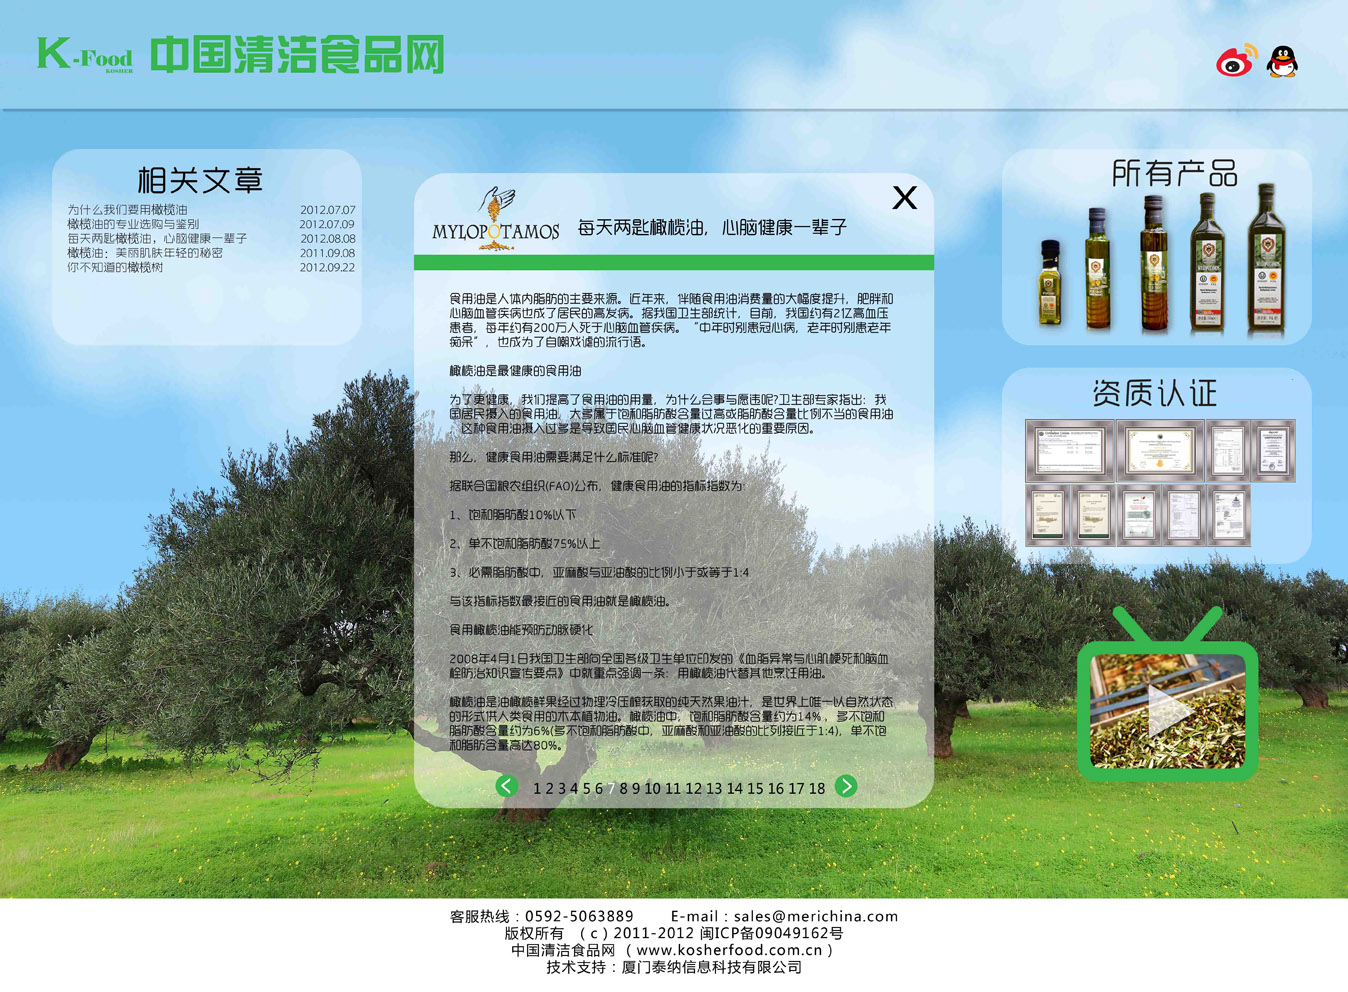 K-Food
KOSHER
中国清洁食品网
相关文章
为什么我们要用橄榄油 2012.07.07
橄榄油的专业选购与鉴别 2012.07.09
每天两匙橄榄油，心脑健康一辈子 2012.08.08
橄榄油：美丽肌肤年轻的秘密 2011.09.08
你不知道的橄榄树 2012.09.22
X
MYLOPOTAMOS
每天两匙橄榄油，心脑健康一辈子
食用油是人体内脂肪的主要来源。近年来，伴随食用油消费量的大幅度提升，肥胖和
心脑血管疾病也成了居民的高发病。据我国卫生部统计，目前，我国约有2亿高血压
患者，每年约有200万人死于心脑血管疾病。“中年时别患冠心病，老年时别患老年
痴呆”，也成为了自嘲戏谑的流行语。
橄榄油是最健康的食用油
为了更健康，我们提高了食用油的用量，为什么会事与愿违呢?卫生部专家指出：我
国居民摄入的食用油，大多属于饱和脂肪酸含量过高或脂肪酸含量比例不当的食用油
，这种食用油摄入过多是导致国民心脑血管健康状况恶化的重要原因。
那么，健康食用油需要满足什么标准呢?
据联合国粮农组织(FAO)公布，健康食用油的指标指数为:
1、饱和脂肪酸10%以下
2、单不饱和脂肪酸75%以上
3、必需脂肪酸中，亚麻酸与亚油酸的比例小于或等于1:4
与该指标指数最接近的食用油就是橄榄油。
食用橄榄油能预防动脉硬化
2008年4月1日我国卫生部向全国各级卫生单位印发的《血脂异常与心肌梗死和脑血
栓防治知识宣传要点》中就重点强调一条：用橄榄油代替其他烹饪用油。
橄榄油是油橄榄鲜果经过物理冷压榨获取的纯天然果油汁，是世界上唯一以自然状态
的形式供人类食用的木本植物油。橄榄油中，饱和脂肪酸含量约为14%，多不饱和
脂肪酸含量约为6%(多不饱和脂肪酸中，亚麻酸和亚油酸的比列接近于1:4)，单不饱
和脂肪含量高达80%。
1 2 3 4 5 6 7 8 9 10 11 12 13 14 15 16 17 18
所有产品
资质认证
客服热线：0592-5063889 E-mail：sales@merichina.com
版权所有 （c）2011-2012 闽ICP备09049162号
中国清洁食品网 （www.kosherfood.com.cn）
技术支持：厦门泰纳信息科技有限公司